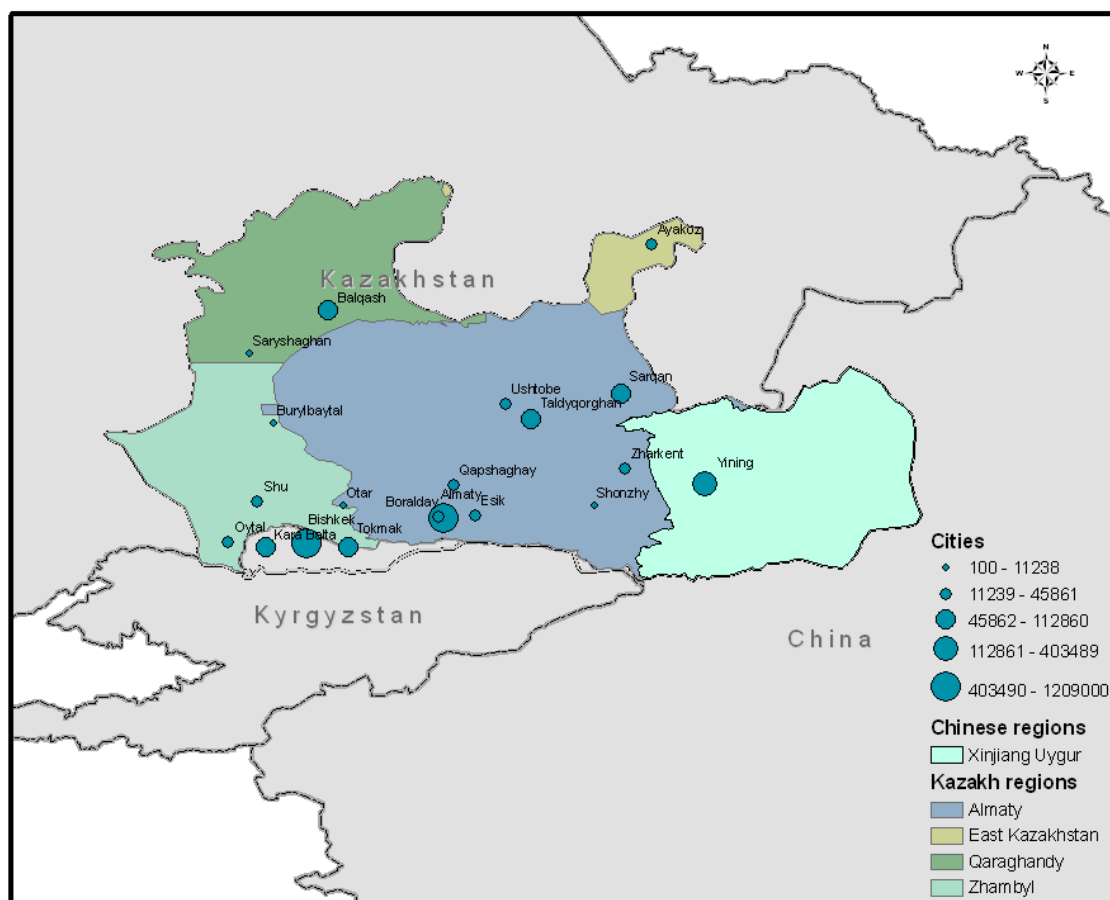 N
W E
S
Ayakoz
Kazakhstan
Balqash
Saryshaghan
Sarqan
Ushtobe
Taldyqorghan
Burylbaytal
Zharkent
Yining
Qapshaghay
Shu
Otar
Boralday
Almaty
Esik
Shonzhy
Oytal
Kara Balta
Bishkek
Tokmak
Kyrgyzstan
China
Cities
100 - 11238
11239 - 45861
45862 - 112860
112861 - 403489
403490 - 1209000
Chinese regions
Xinjiang Uygur
Kazakh regions
Almaty
East Kazakhstan
Qaraghandy
Zhambyl